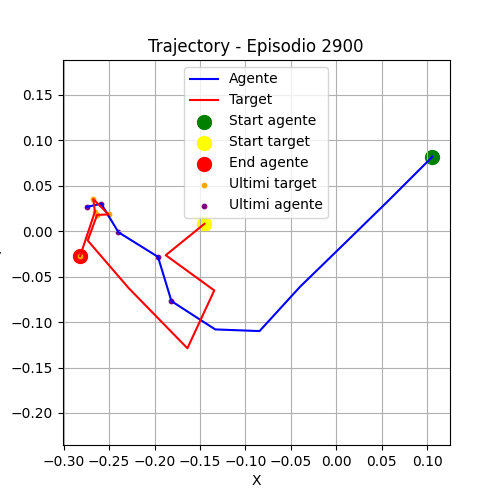 Trajectory - Episodio 2900
Agente
Target
Start agente
Start target
End agente
Ultimi target
Ultimi agente
0.15
0.10
0.05
0.00
−0.05
−0.10
−0.15
−0.20
−0.30 −0.25 −0.20 −0.15 −0.10 −0.05 0.00 0.05 0.10
X